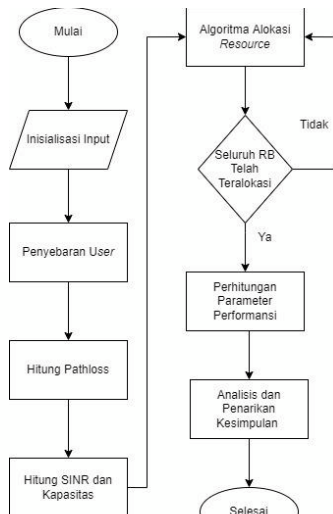 Mulai
Inisialisasi Input
Penyebaran User
Hitung Pathloss
Hitung SINR dan
Kapasitas
Algoritma Alokasi
Resource
Seluruh RB
Telah
Teralokasi
Tidak
Ya
Perhitungan
Parameter
Performansi
Analisis dan
Penarikan
Kesimpulan
Selesai